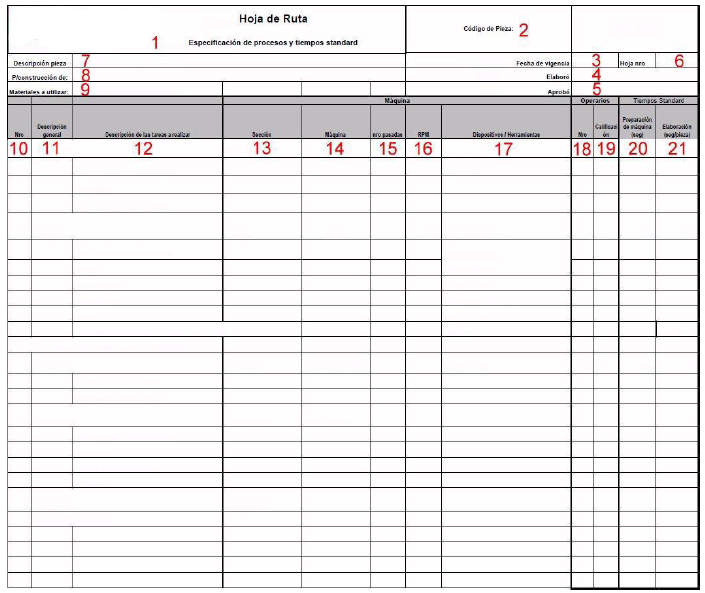 Hoja de Ruta
Código de Pieza: 2
1 Especificación de procesos y tiempos standard
Descripción pieza 7 Fecha de vigencia 3 Hoja nro 6
P/construcción de: 8 Elaboró 4
Materiales a utilizar: 9 Aprobó 5
Máquina Operarios Tiempos Standard
Nro Descripción general Descripción de las tareas a realizar Sección Máquina nro pasadas RPM Dispositivos / Herramientas Nro Calificación Preparación de máquina (seg) Elaboración (seg/pieza)
10 11 12 13 14 15 16 17 18 19 20 21